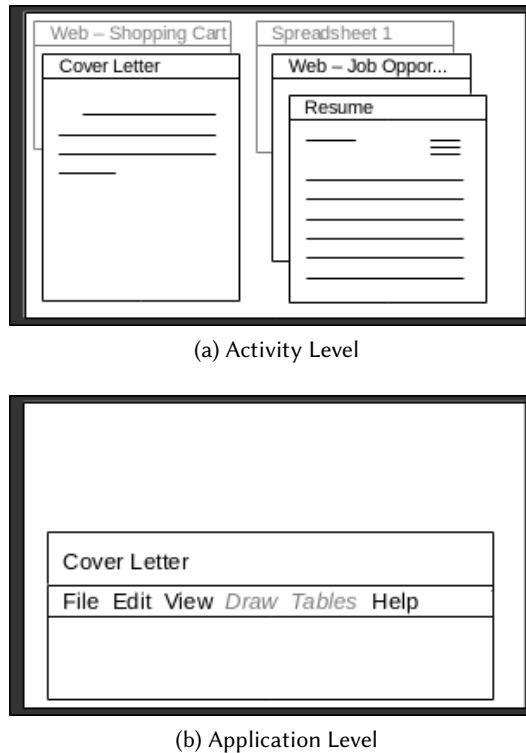 Web – Shopping Cart
Spreadsheet 1
Cover Letter
Web – Job Oppor...
Resume
(a) Activity Level
Cover Letter
File Edit View Draw Tables Help
(b) Application Level